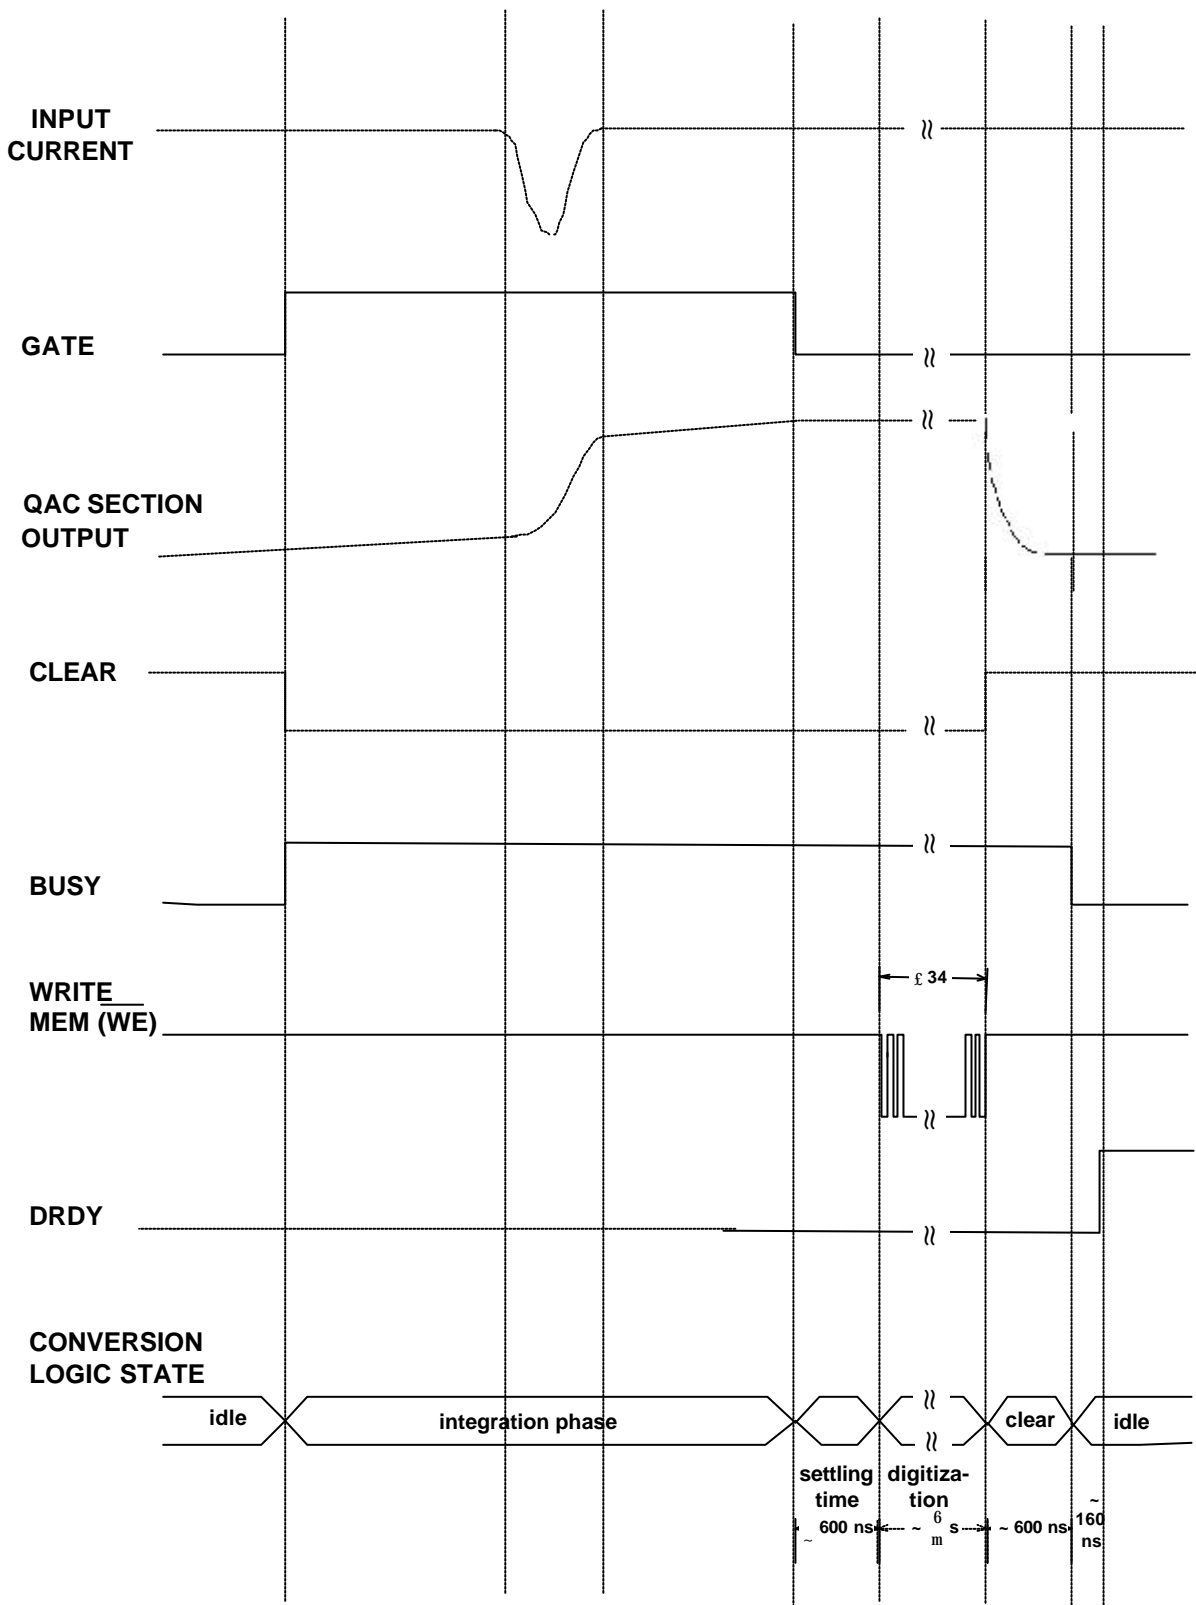 INPUT
CURRENT
≈
GATE
≈
≈
QAC SECTION
OUTPUT
CLEAR
≈
≈
BUSY
£ 34
WRITE
MEM (WE)
≈
DRDY
≈
CONVERSION
LOGIC STATE
≈
idle integration phase clear idle
≈
settling digitiza-
time tion
~ 600 ns ~ 6 m s ~ 600 ns ~ 160 ns